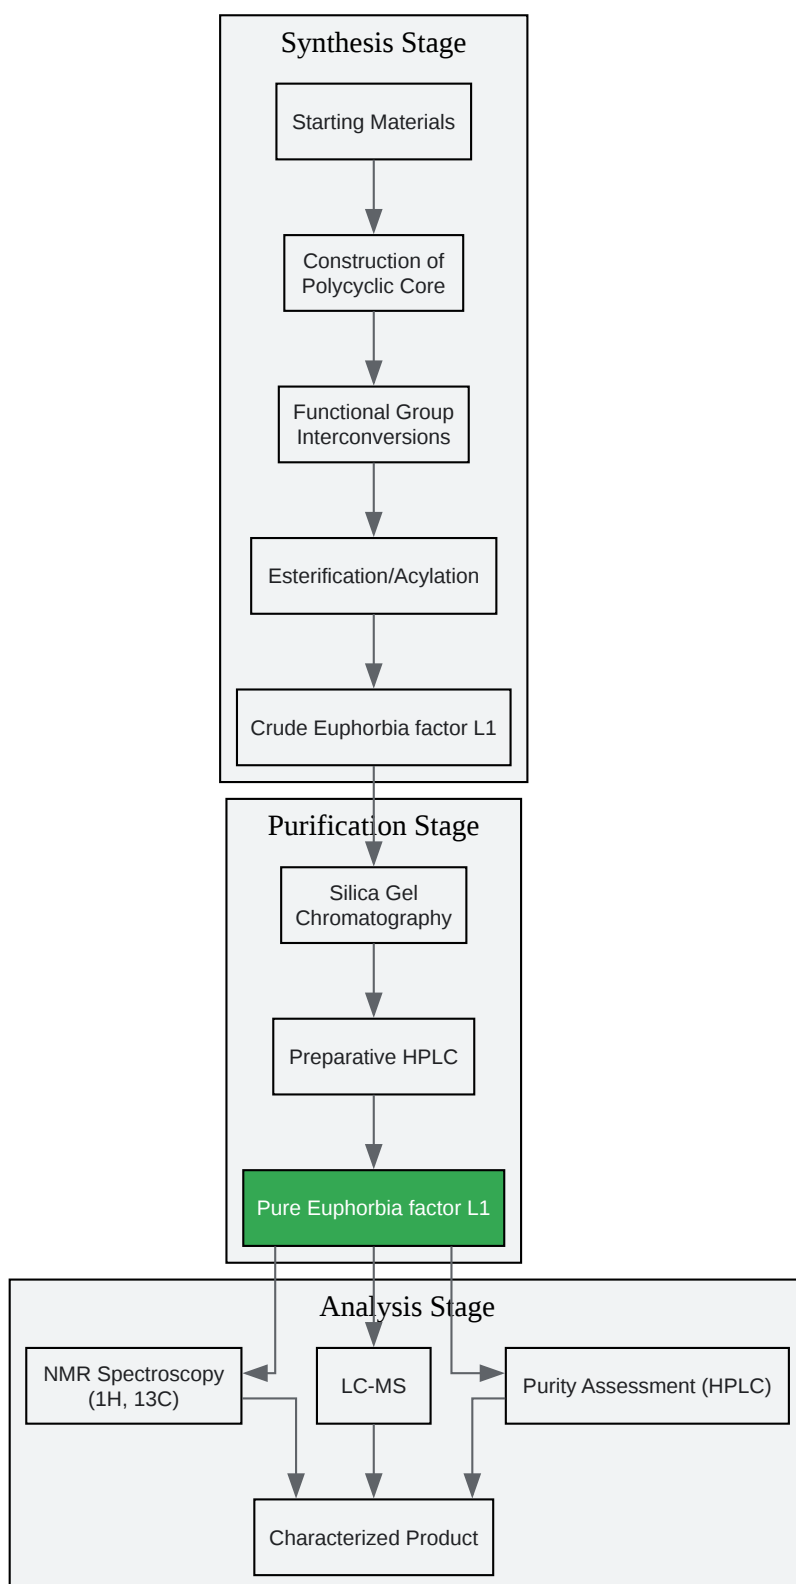 Synthesis Stage
Starting Materials
Construction of
Polycyclic Core
Functional Group
Interconversions
Esterification/Acylation
Crude Euphorbia factor L1
Purification Stage
Silica Gel
Chromatography
Preparative HPLC
Pure Euphorbia factor L1
Analysis Stage
NMR Spectroscopy
(1H, 13C)
LC-MS
Purity Assessment (HPLC)
Characterized Product